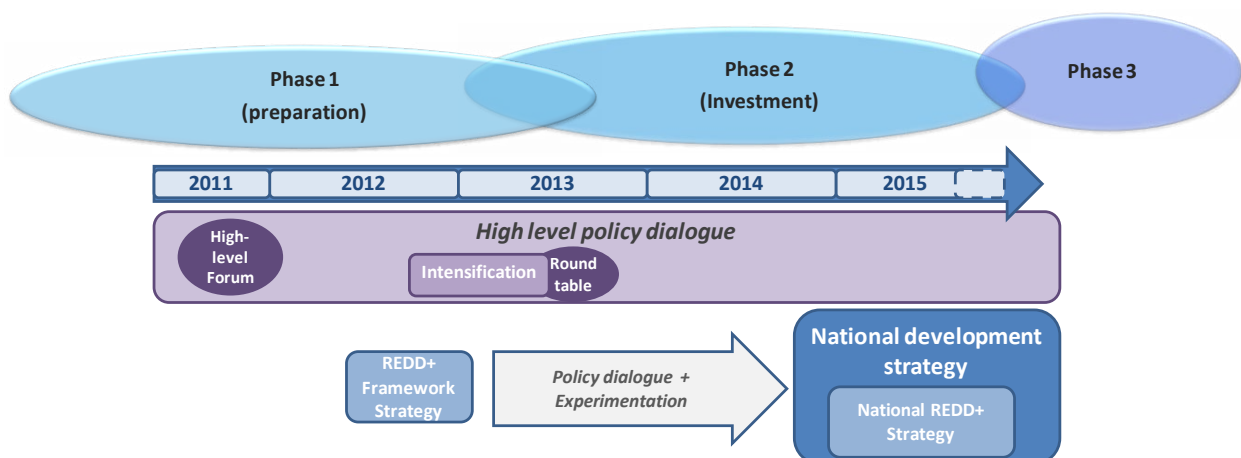 Phase 1
(preparation)
Phase 2
(Investment)
Phase 3
2011 2012 2013 2014 2015
High level policy dialogue
High-
level
Forum
Intensification
Round
table
REDD+
Framework
Strategy
Policy dialogue +
Experimentation
National development
strategy
National REDD+
Strategy